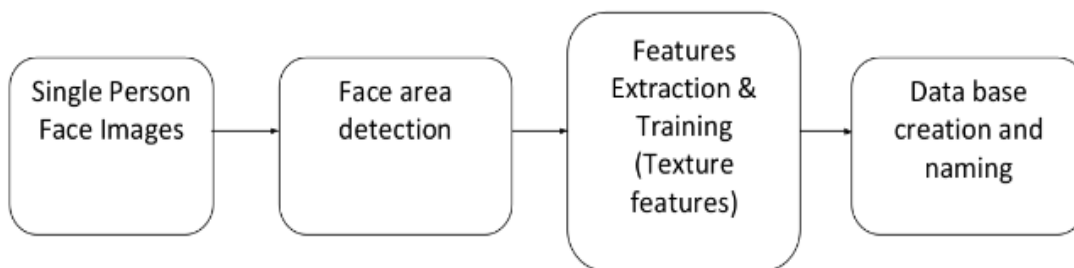 Single Person
Face Images
Face area
detection
Features
Extraction &
Training
(Texture
features)
Data base
creation and
naming